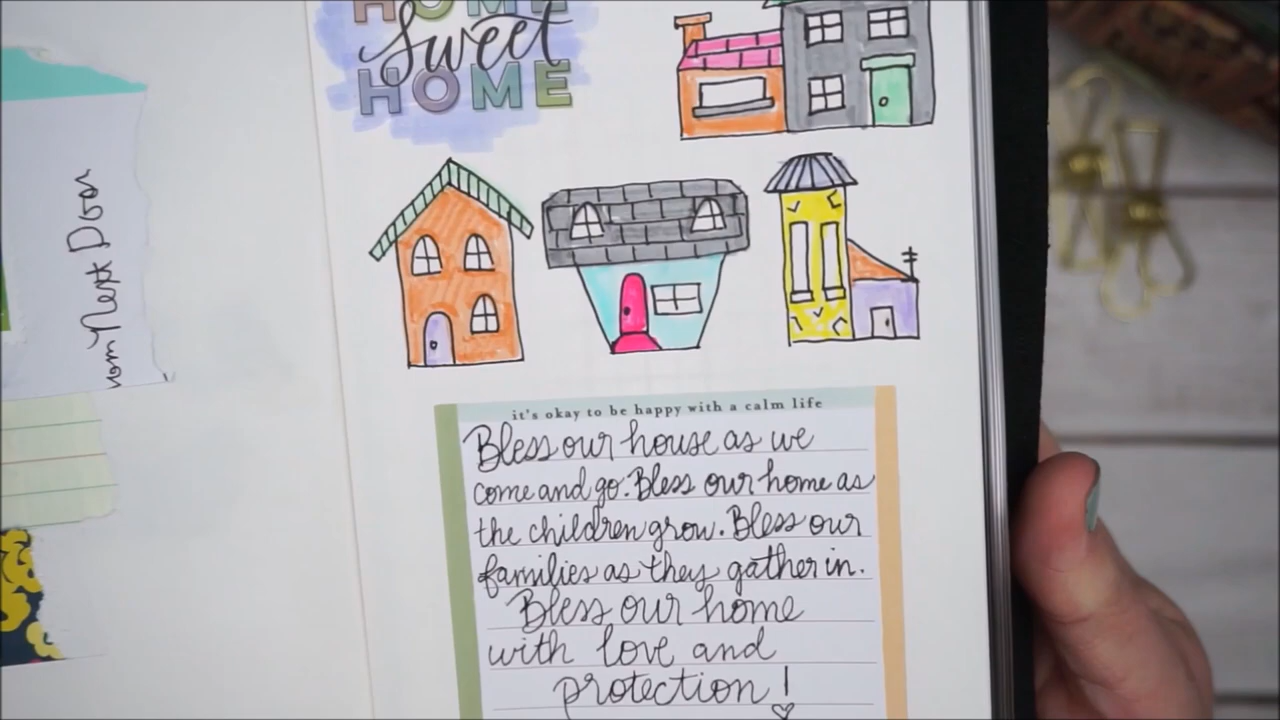 HOME
Sweet
HOME
Next Door
it's okay to be happy with a calm life
Bless our house as we
come and go. Bless our home as
the children grow. Bless our
families as they gather in.
Bless our home
with love and
protection!